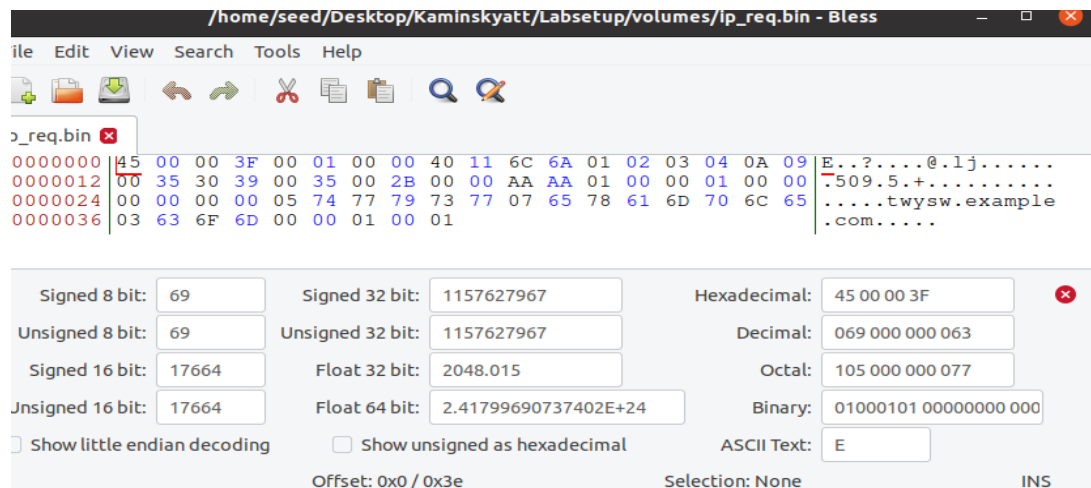 /home/seed/Desktop/Kaminskyatt/Labsetup/volumes/ip_req.bin - Bless
ile Edit View Search Tools Help
p_req.bin
0000000 45 00 00 3F 00 01 00 00 40 11 6C 6A 01 02 03 04 0A 09 E..?....@.lj......
0000012 00 35 30 39 00 35 00 2B 00 00 AA AA 01 00 00 01 00 00 .509.5.+..........
0000024 00 00 00 00 05 74 77 79 73 77 07 65 78 61 6D 70 6C 65 .....twysw.example
0000036 03 63 6F 6D 00 00 01 00 01 .com.....
Signed 8 bit: 69 Signed 32 bit: 1157627967 Hexadecimal: 45 00 00 3F
Unsigned 8 bit: 69 Unsigned 32 bit: 1157627967 Decimal: 069 000 000 063
Signed 16 bit: 17664 Float 32 bit: 2048.015 Octal: 105 000 000 077
Unsigned 16 bit: 17664 Float 64 bit: 2.41799690737402E+24 Binary: 01000101 00000000 000
Show little endian decoding Show unsigned as hexadecimal ASCII Text: E
Offset: 0x0 / 0x3e Selection: None INS